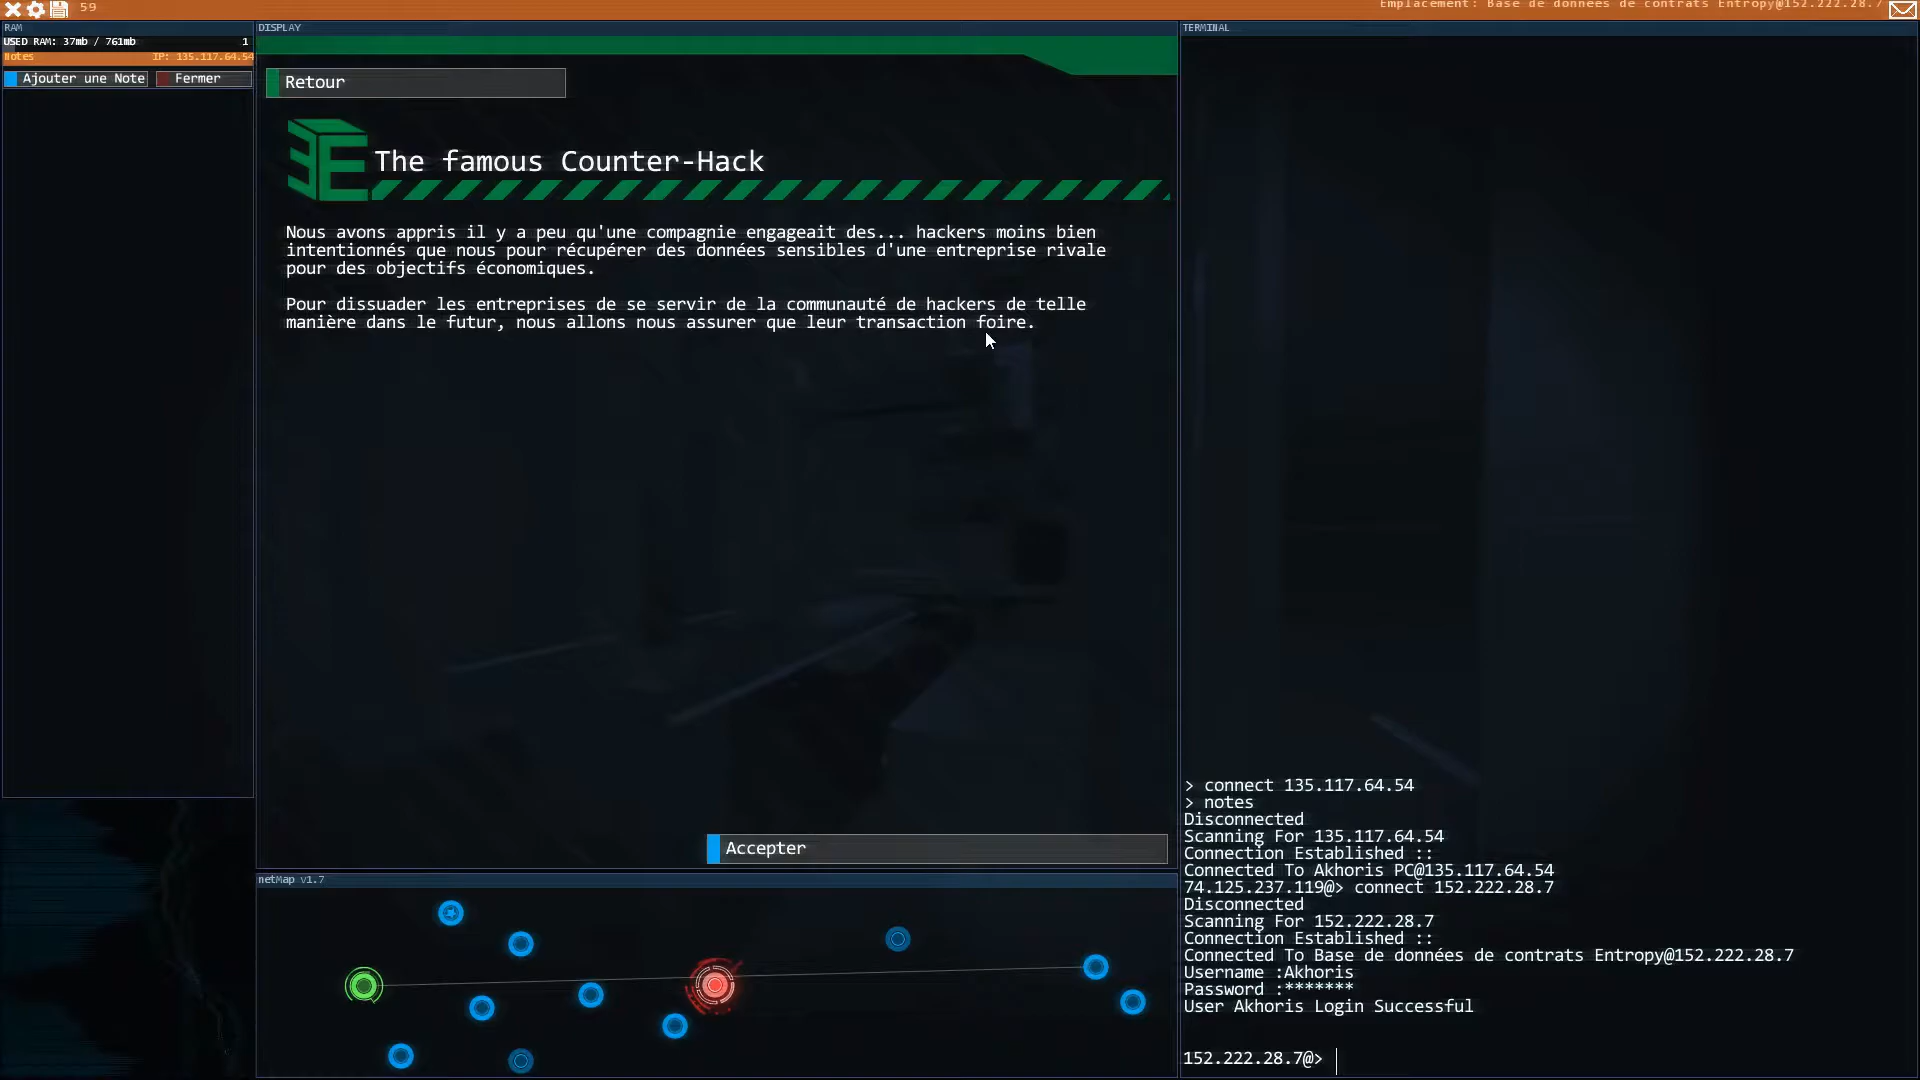 59
Emplacement: Base de données de contrats Entropy@152.222.28.7
RAM
USED RAM: 37mb / 761mb 1
Notes IP: 135.117.64.54
Ajouter une Note Fermer
DISPLAY
Retour
The famous Counter-Hack
Nous avons appris il y a peu qu'une compagnie engageait des... hackers moins bien
intentionnés que nous pour récupérer des données sensibles d'une entreprise rivale
pour des objectifs économiques.
Pour dissuader les entreprises de se servir de la communauté de hackers de telle
manière dans le futur, nous allons nous assurer que leur transaction foire.
Accepter
netMap v1.7
TERMINAL
> connect 135.117.64.54
> notes
Disconnected
Scanning For 135.117.64.54
Connection Established ::
Connected To Akhoris PC@135.117.64.54
74.125.237.119@> connect 152.222.28.7
Disconnected
Scanning For 152.222.28.7
Connection Established ::
Connected To Base de données de contrats Entropy@152.222.28.7
Username :Akhoris
Password :*******
User Akhoris Login Successful
152.222.28.7@>